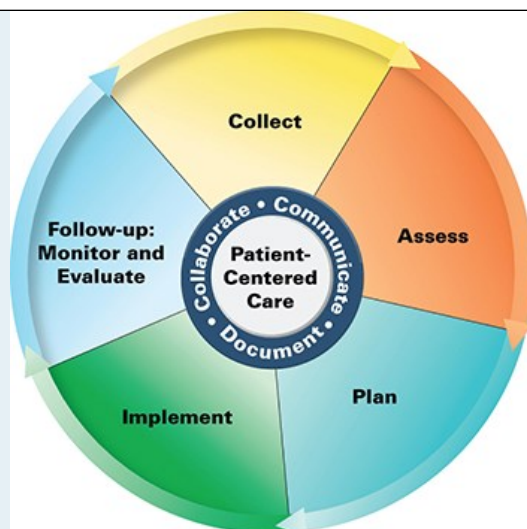 Collect
Assess
Plan
Implement
Follow-up:
Monitor and
Evaluate
Collaborate • Communicate • Document •
Patient-
Centered
Care